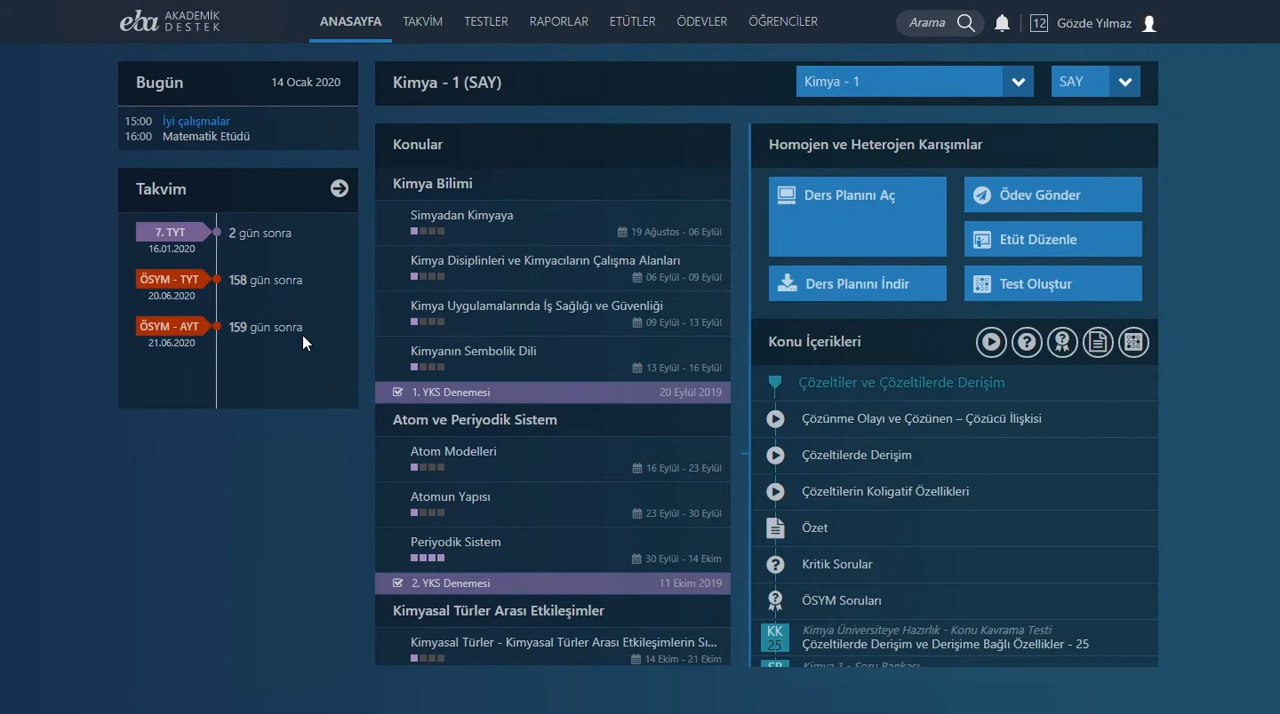 eba AKADEMİK DESTEK
ANASAYFA TAKVİM TESTLER RAPORLAR ETÜTLER ÖDEVLER ÖĞRENCİLER
Arama
12
Gözde Yılmaz
Bugün 14 Ocak 2020
15:00 İyi çalışmalar
16:00 Matematik Etüdü
Takvim
7. TYT 2 gün sonra
16.01.2020
ÖSYM - TYT 158 gün sonra
20.06.2020
ÖSYM - AYT 159 gün sonra
21.06.2020
Kimya - 1 (SAY)
Kimya - 1
SAY
Konular
Kimya Bilimi
Simyadan Kimyaya
19 Ağustos - 06 Eylül
Kimya Disiplinleri ve Kimyacıların Çalışma Alanları
06 Eylül - 09 Eylül
Kimya Uygulamalarında İş Sağlığı ve Güvenliği
09 Eylül - 13 Eylül
Kimyanın Sembolik Dili
13 Eylül - 16 Eylül
1. YKS Denemesi 20 Eylül 2019
Atom ve Periyodik Sistem
Atom Modelleri
16 Eylül - 23 Eylül
Atomun Yapısı
23 Eylül - 30 Eylül
Periyodik Sistem
30 Eylül - 14 Ekim
2. YKS Denemesi 11 Ekim 2019
Kimyasal Türler Arası Etkileşimler
Kimyasal Türler - Kimyasal Türler Arası Etkileşimlerin Sı...
14 Ekim - 21 Ekim
Homojen ve Heterojen Karışımlar
Ders Planını Aç
Ders Planını İndir
Ödev Gönder
Etüt Düzenle
Test Oluştur
Konu İçerikleri
Çözeltiler ve Çözeltilerde Derişim
Çözünme Olayı ve Çözünen – Çözücü İlişkisi
Çözeltilerde Derişim
Çözeltilerin Koligatif Özellikleri
Özet
Kritik Sorular
ÖSYM Soruları
KK
25
Kimya Üniversiteye Hazırlık - Konu Kavrama Testi
Çözeltilerde Derişim ve Derişime Bağlı Özellikler - 25
SB
Kimya 1 - Soru Bankası